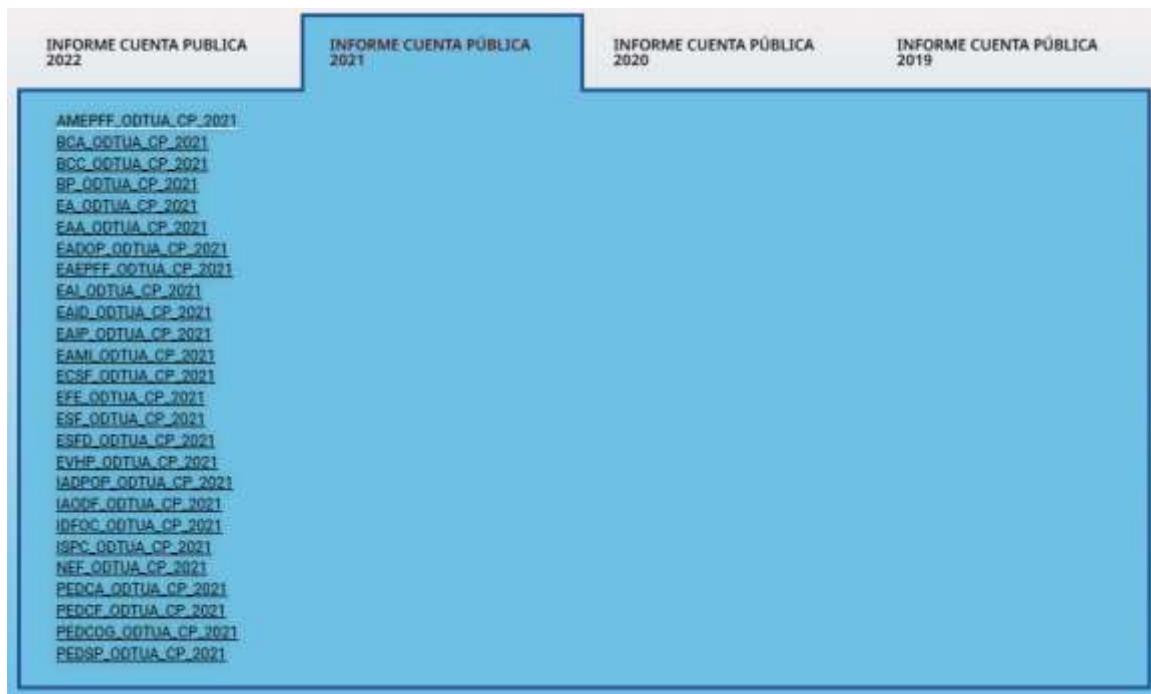 INFORME CUENTA PUBLICA
2022
INFORME CUENTA PÚBLICA
2021
INFORME CUENTA PÚBLICA
2020
INFORME CUENTA PÚBLICA
2019
AMEPFF_ODTUA_CP_2021
BCA_ODTUA_CP_2021
BCC_ODTUA_CP_2021
BP_ODTUA_CP_2021
EA_ODTUA_CP_2021
EAA_ODTUA_CP_2021
EADOP_ODTUA_CP_2021
EAEPFF_ODTUA_CP_2021
EAI_ODTUA_CP_2021
EAID_ODTUA_CP_2021
EAIP_ODTUA_CP_2021
EAMI_ODTUA_CP_2021
ECSF_ODTUA_CP_2021
EFE_ODTUA_CP_2021
ESF_ODTUA_CP_2021
ESFD_ODTUA_CP_2021
EVHP_ODTUA_CP_2021
IADPOP_ODTUA_CP_2021
IAODF_ODTUA_CP_2021
IDFOC_ODTUA_CP_2021
ISPC_ODTUA_CP_2021
NEF_ODTUA_CP_2021
PEDCA_ODTUA_CP_2021
PEDCF_ODTUA_CP_2021
PEDCOG_ODTUA_CP_2021
PEDSP_ODTUA_CP_2021